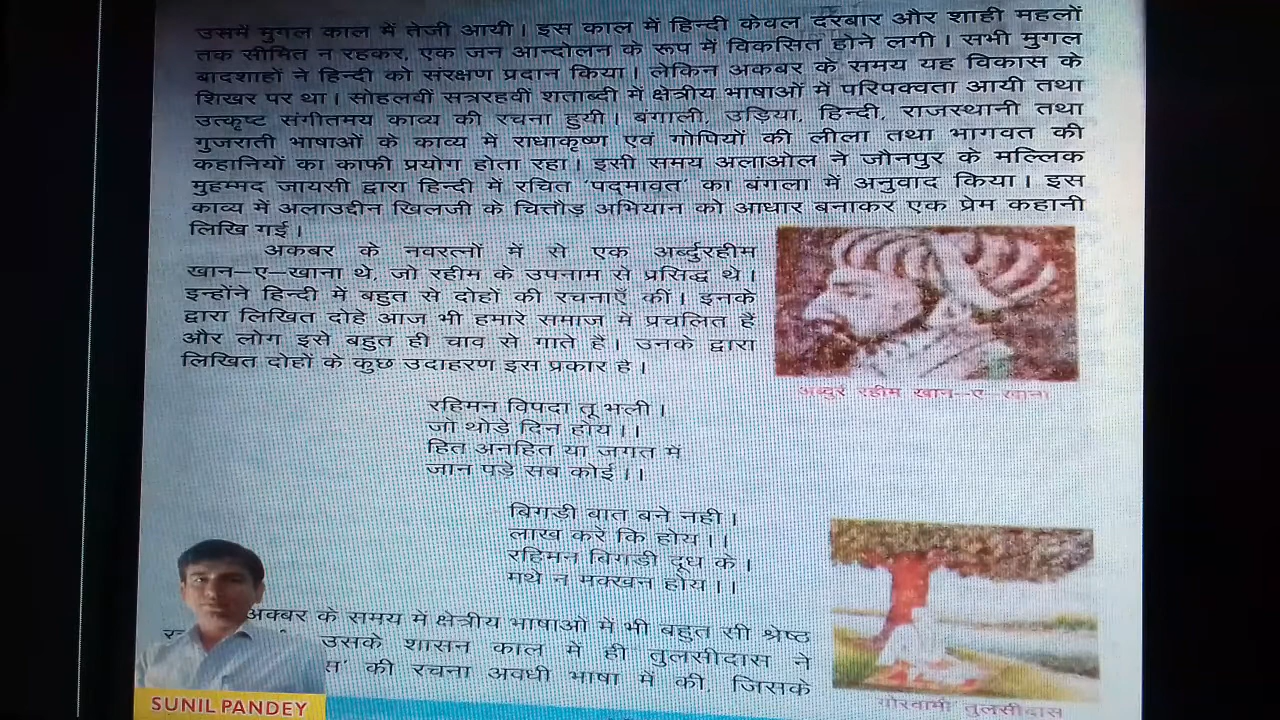 उसमें मुगल काल में तेजी आयी। इस काल में हिन्दी केवल दरबार और शाही महलों
तक सीमित न रहकर, एक जन आन्दोलन के रूप में विकसित होने लगी। सभी मुगल
बादशाहों ने हिन्दी को संरक्षण प्रदान किया। लेकिन अकबर के समय यह विकास के
शिखर पर था। सोहलवीं सत्ररहवीं शताब्दी में क्षेत्रीय भाषाओं में परिपक्वता आयी तथा
उत्कृष्ट संगीतमय काव्य की रचना हुयी। बंगाली, उड़िया, हिन्दी, राजस्थानी तथा
गुजराती भाषाओं के काव्य में राधाकृष्ण एवं गोपियों की लीला तथा भागवत की
कहानियों का काफी प्रयोग होता रहा। इसी समय अलाओल ने जौनपुर के मल्लिक
मुहम्मद जायसी द्वारा हिन्दी में रचित 'पदमावत' का बंगला में अनुवाद किया। इस
काव्य में अलाउद्दीन खिलजी के चित्तौड़ अभियान को आधार बनाकर एक प्रेम कहानी
लिखि गई।
अकबर के नवरत्नों में से एक अर्ब्दुरहीम
खान-ए-खाना थे, जो रहीम के उपनाम से प्रसिद्ध थे।
इन्होंने हिन्दी में बहुत से दोहों की रचनाएँ की। इनके
द्वारा लिखित दोहे आज भी हमारे समाज में प्रचलित हैं
और लोग इसे बहुत ही चाव से गाते हैं। उनके द्वारा
लिखित दोहों के कुछ उदाहरण इस प्रकार हैं।
अब्दुर रहीम खान-ए-खाना
रहिमन विपदा तू भली।
जो थोड़े दिन होय।।
हित अनहित या जगत में
जान पड़े सब कोई।।
बिगड़ी बात बने नहीं।
लाख करे कि होय।।
रहिमन बिगड़ी दूध के।
मथे न मक्खन होय।।
अकबर के समय में क्षेत्रीय भाषाओं में भी बहुत सी श्रेष्ठ
उसके शासन काल में ही तुलसीदास ने
की रचना अवधी भाषा में की, जिसके
गोस्वामी तुलसीदास
SUNIL PANDEY